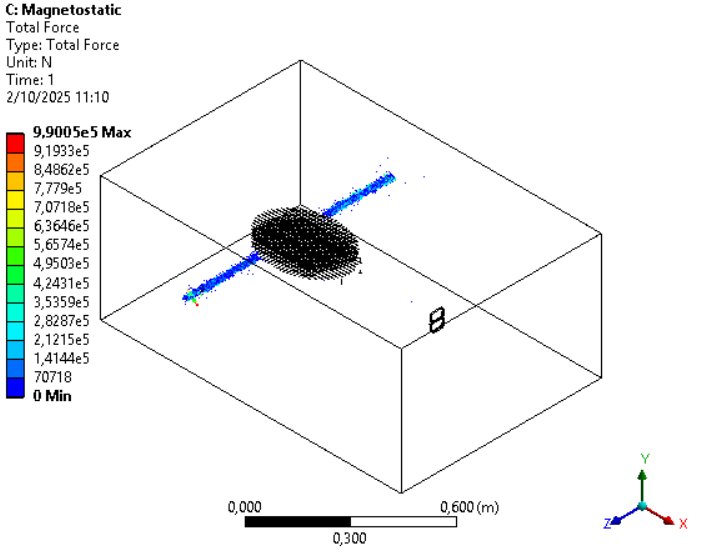 C: Magnetostatic
Total Force
Type: Total Force
Unit: N
Time: 1
2/10/2025 11:10
9,9005e5 Max
9,1933e5
8,4862e5
7,779e5
7,0718e5
6,3646e5
5,6574e5
4,9503e5
4,2431e5
3,5359e5
2,8287e5
2,1215e5
1,4144e5
70718
0 Min
0,000
0,600 (m)
0,300
Y
Z
X